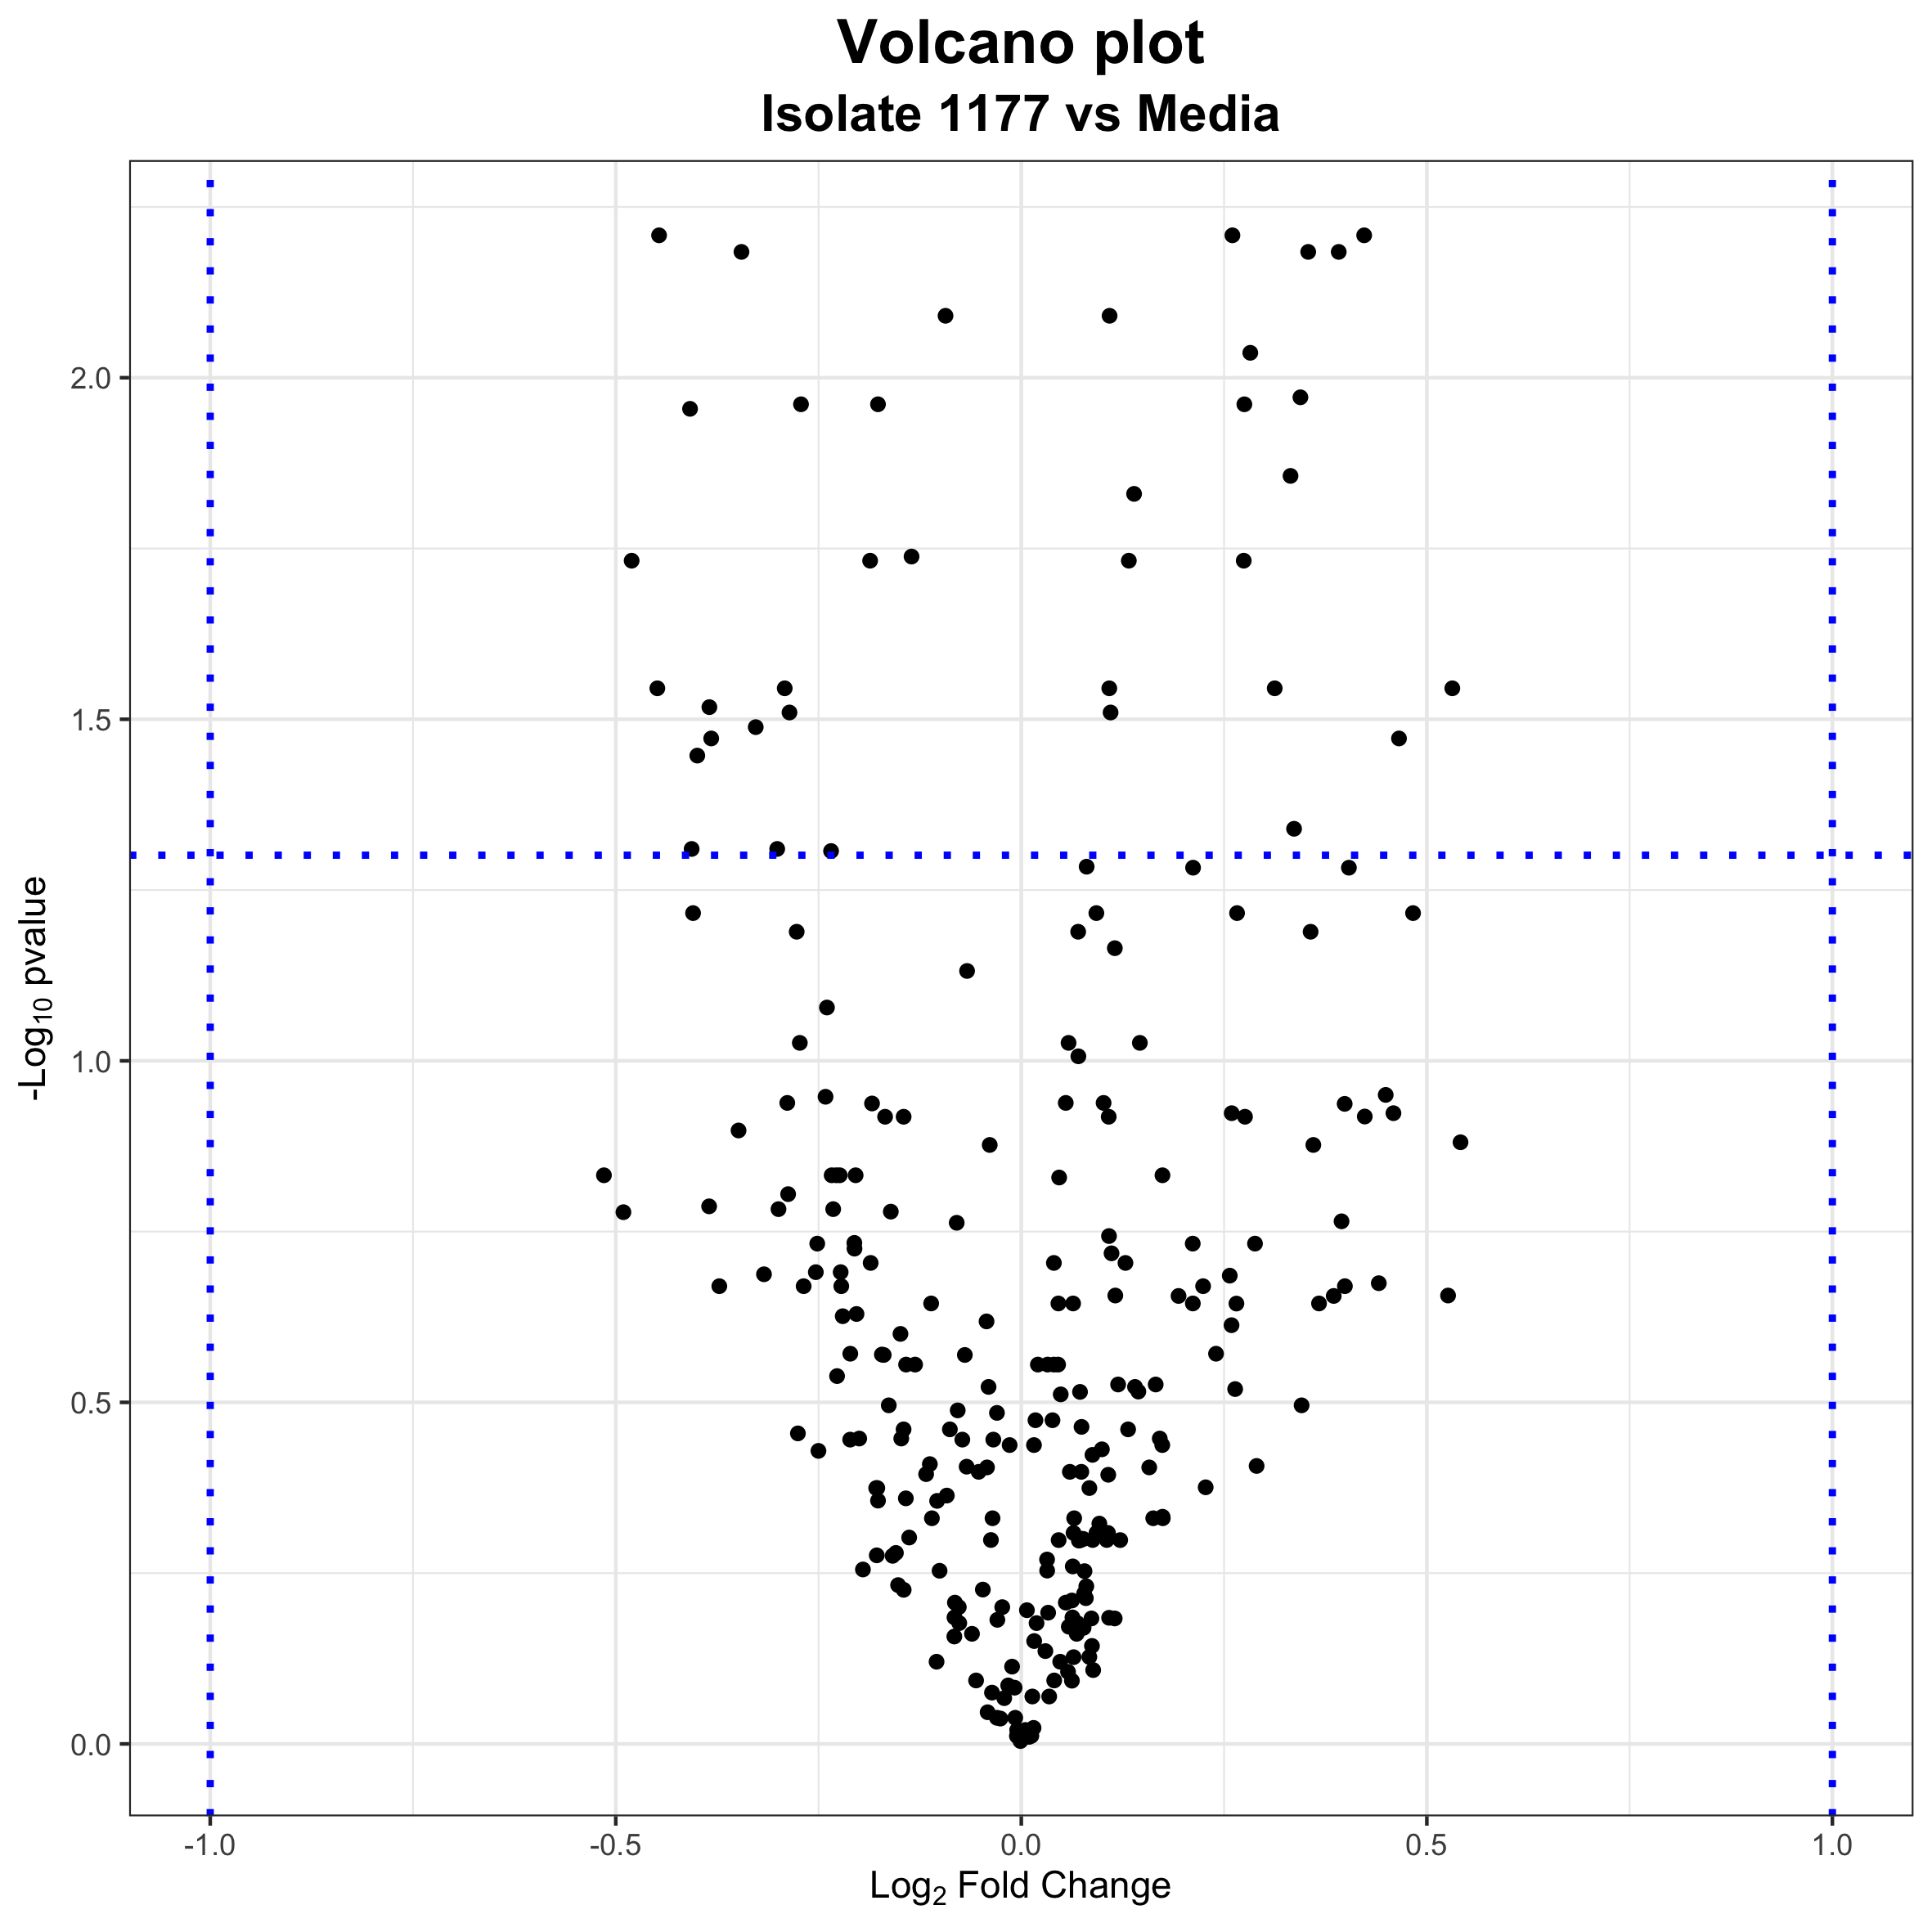 Volcano plot
Isolate 1177 vs Media
-Log10 pvalue
2.0
1.5
1.0
0.5
0.0
-1.0 -0.5 0.0 0.5 1.0
Log2 Fold Change